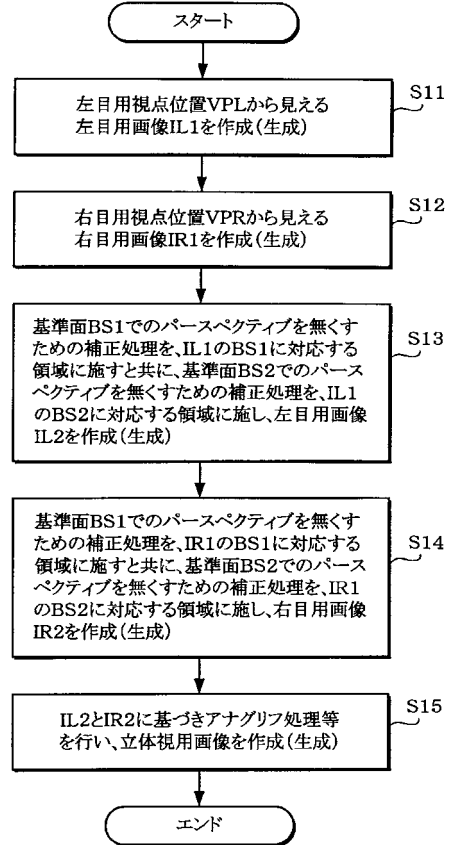 スタート
S11
左目用視点位置VPLから見える
左目用画像IL1を作成(生成)
S12
右目用視点位置VPRから見える
右目用画像IR1を作成(生成)
S13
基準面BS1でのパースペクティブを無くす
ための補正処理を、IL1のBS1に対応する
領域に施すと共に、基準面BS2でのパース
ペクティブを無くすための補正処理を、IL1
のBS2に対応する領域に施し、左目用画像
IL2を作成(生成)
S14
基準面BS1でのパースペクティブを無くす
ための補正処理を、IR1のBS1に対応する
領域に施すと共に、基準面BS2でのパース
ペクティブを無くすための補正処理を、IR1
のBS2に対応する領域に施し、右目用画像
IR2を作成(生成)
S15
IL2とIR2に基づきアナグリフ処理等
を行い、立体視用画像を作成(生成)
エンド